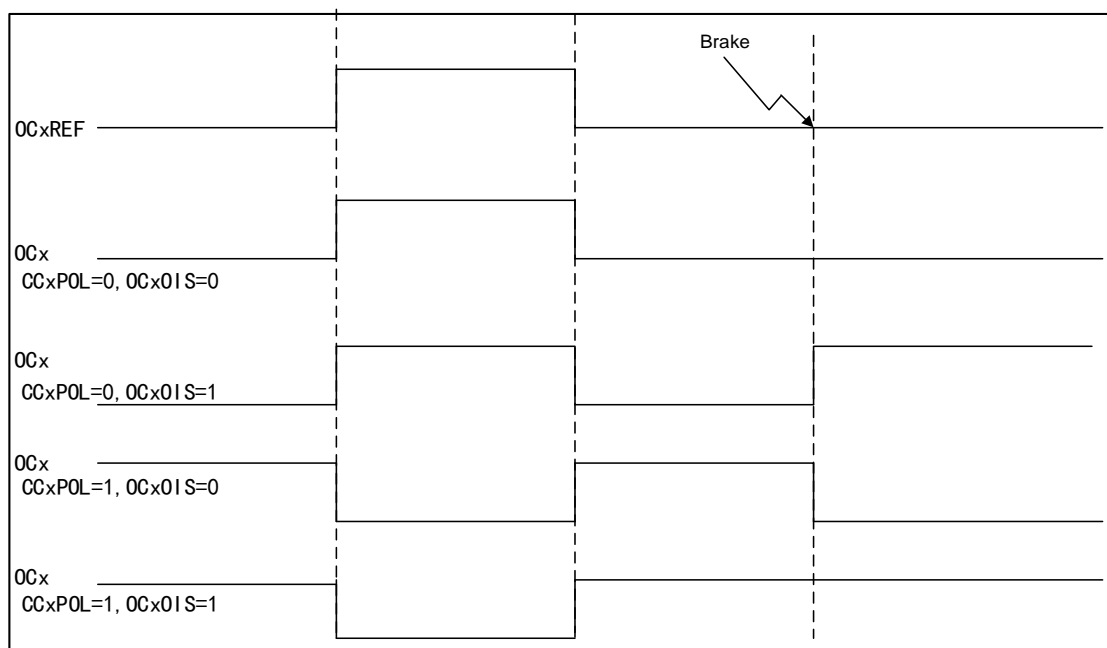 Brake
OCxREF
OCx
CCxPOL=0, OCxOIS=0
OCx
CCxPOL=0, OCxOIS=1
OCx
CCxPOL=1, OCxOIS=0
OCx
CCxPOL=1, OCxOIS=1